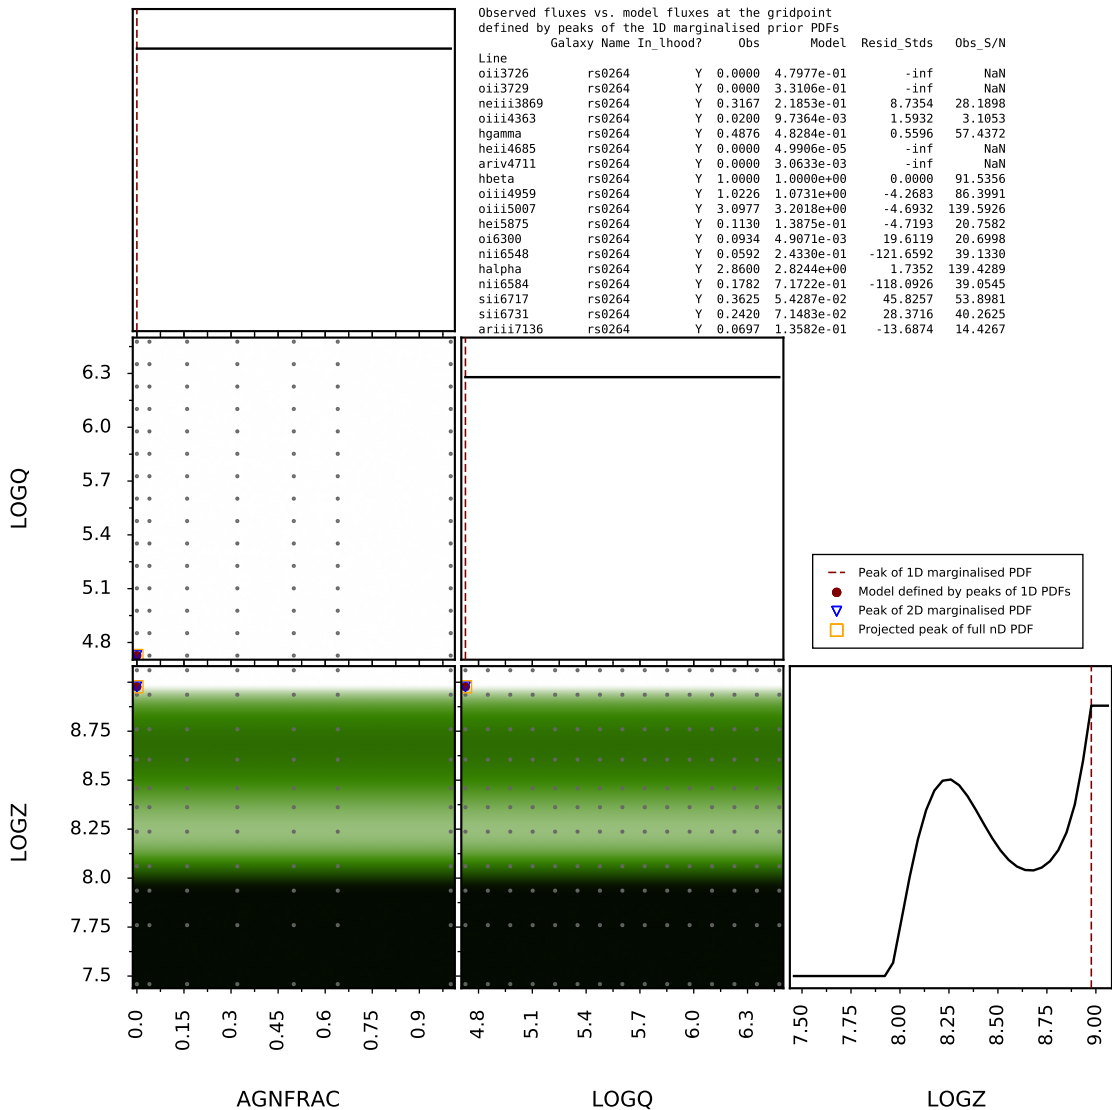 Observed fluxes vs. model fluxes at the gridpoint
defined by peaks of the 1D marginalised prior PDFs
Galaxy Name In_lhood? Obs Model Resid_Stds Obs_S/N
Line
oii3726 rs0264 Y 0.0000 4.7977e-01 -inf NaN
oii3729 rs0264 Y 0.0000 3.3106e-01 -inf NaN
neiii3869 rs0264 Y 0.3167 2.1853e-01 8.7354 28.1898
oiii4363 rs0264 Y 0.0200 9.7364e-03 1.5932 3.1053
hgamma rs0264 Y 0.4876 4.8284e-01 0.5596 57.4372
heii4685 rs0264 Y 0.0000 4.9906e-05 -inf NaN
ariv4711 rs0264 Y 0.0000 3.0633e-03 -inf NaN
hbeta rs0264 Y 1.0000 1.0000e+00 0.0000 91.5356
oiii4959 rs0264 Y 1.0226 1.0731e+00 -4.2683 86.3991
oiii5007 rs0264 Y 3.0977 3.2018e+00 -4.6932 139.5926
hei5875 rs0264 Y 0.1130 1.3875e-01 -4.7193 20.7582
oi6300 rs0264 Y 0.0934 4.9071e-03 19.6119 20.6998
nii6548 rs0264 Y 0.0592 2.4330e-01 -121.6592 39.1330
halpha rs0264 Y 2.8600 2.8244e+00 1.7352 139.4289
nii6584 rs0264 Y 0.1782 7.1722e-01 -118.0926 39.0545
sii6717 rs0264 Y 0.3625 5.4287e-02 45.8257 53.8981
sii6731 rs0264 Y 0.2420 7.1483e-02 28.3716 40.2625
ariii7136 rs0264 Y 0.0697 1.3582e-01 -13.6874 14.4267
6.3
6.0
5.7
5.4
5.1
4.8
LOGQ
Peak of 1D marginalised PDF
Model defined by peaks of 1D PDFs
Peak of 2D marginalised PDF
Projected peak of full nD PDF
8.75
8.5
8.25
8.0
7.75
7.5
LOGZ
0.0 0.15 0.3 0.45 0.6 0.75 0.9
4.8 5.1 5.4 5.7 6.0 6.3
7.50 7.75 8.00 8.25 8.50 8.75 9.00
AGNFRAC LOGQ LOGZ